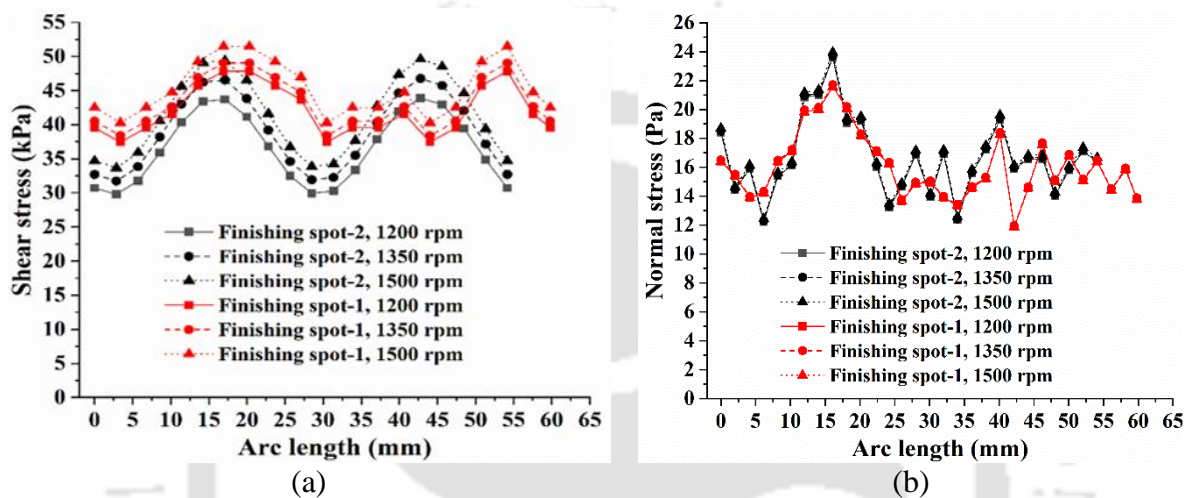 55
50
45
40
35
30
25
20
15
10
5
0
Shear stress (kPa)
Finishing spot-2, 1200 rpm
Finishing spot-2, 1350 rpm
Finishing spot-2, 1500 rpm
Finishing spot-1, 1200 rpm
Finishing spot-1, 1350 rpm
Finishing spot-1, 1500 rpm
0 5 10 15 20 25 30 35 40 45 50 55 60 65
Arc length (mm)
(a)
26
24
22
20
18
16
14
12
10
8
6
4
2
0
Normal stress (Pa)
Finishing spot-2, 1200 rpm
Finishing spot-2, 1350 rpm
Finishing spot-2, 1500 rpm
Finishing spot-1, 1200 rpm
Finishing spot-1, 1350 rpm
Finishing spot-1, 1500 rpm
0 5 10 15 20 25 30 35 40 45 50 55 60 65
Arc length (mm)
(b)